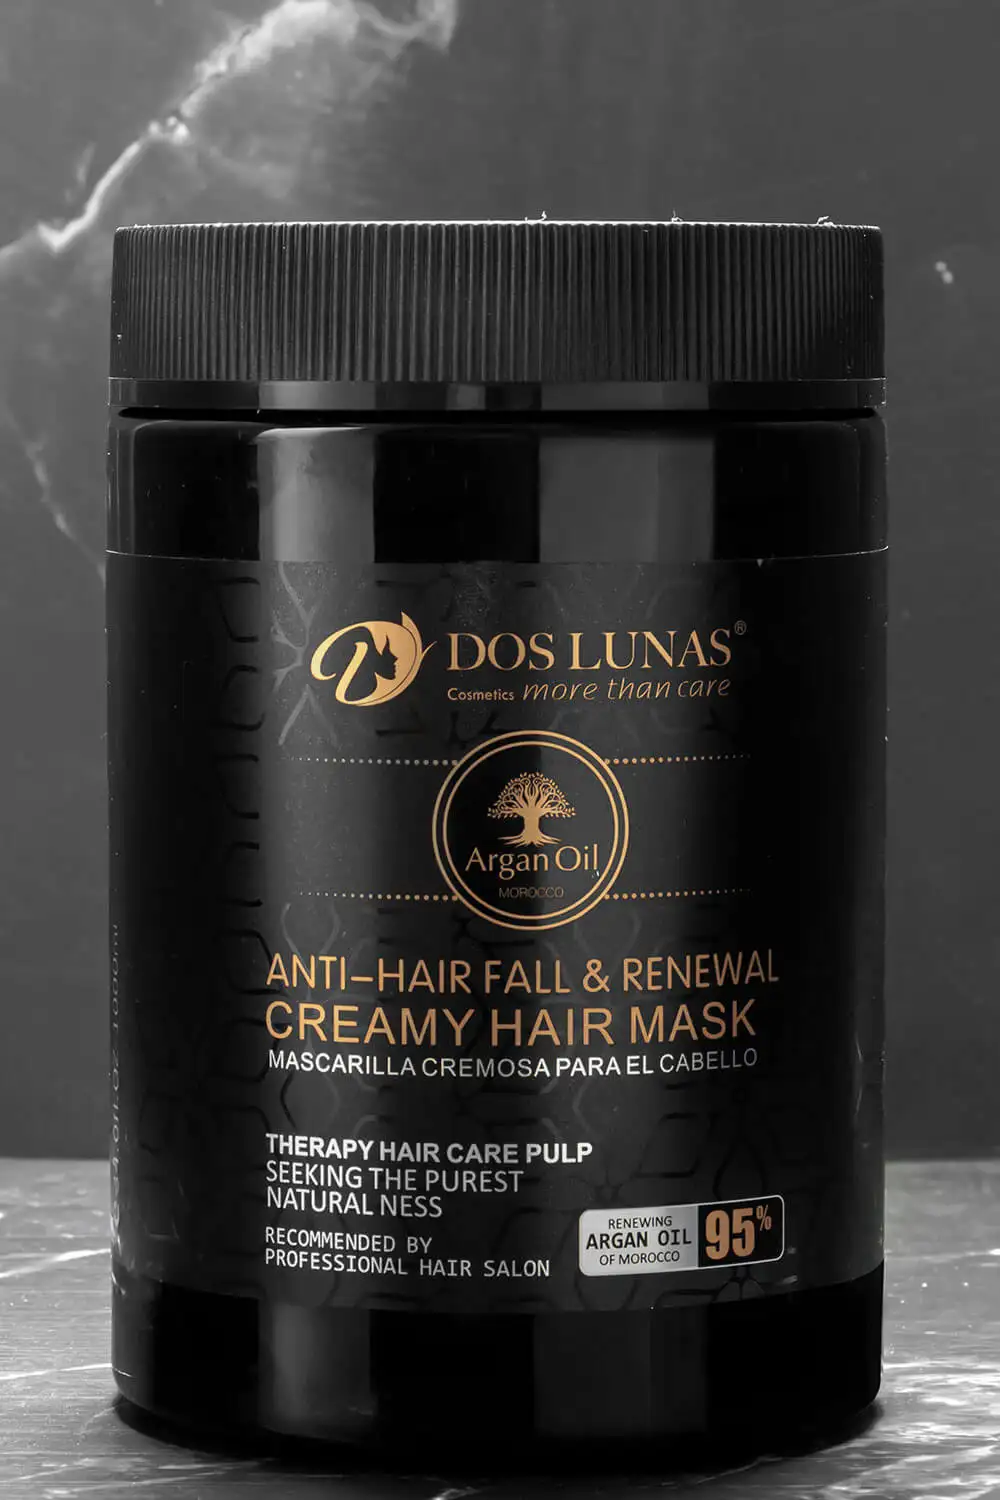 DOS LUNAS®
Cosmetics more than care
Argan Oil
MOROCCO
ANTI-HAIR FALL & RENEWAL
CREAMY HAIR MASK
MASCARILLA CREMOSA PARA EL CABELLO
THERAPY HAIR CARE PULP
SEEKING THE PUREST
NATURAL NESS
RECOMMENDED BY
PROFESSIONAL HAIR SALON
RENEWING
ARGAN OIL
OF MOROCCO
95%
1000ml